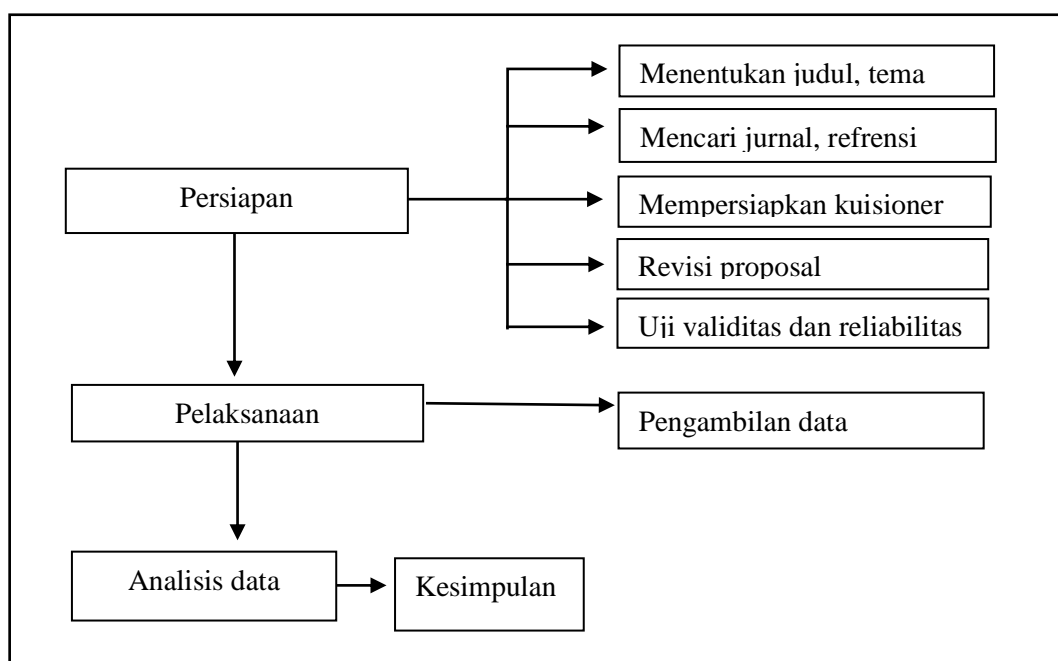 Menentukan judul, tema
Mencari jurnal, refrensi
Persiapan
Mempersiapkan kuisioner
Revisi proposal
Uji validitas dan reliabilitas
Pelaksanaan
Pengambilan data
Analisis data
Kesimpulan